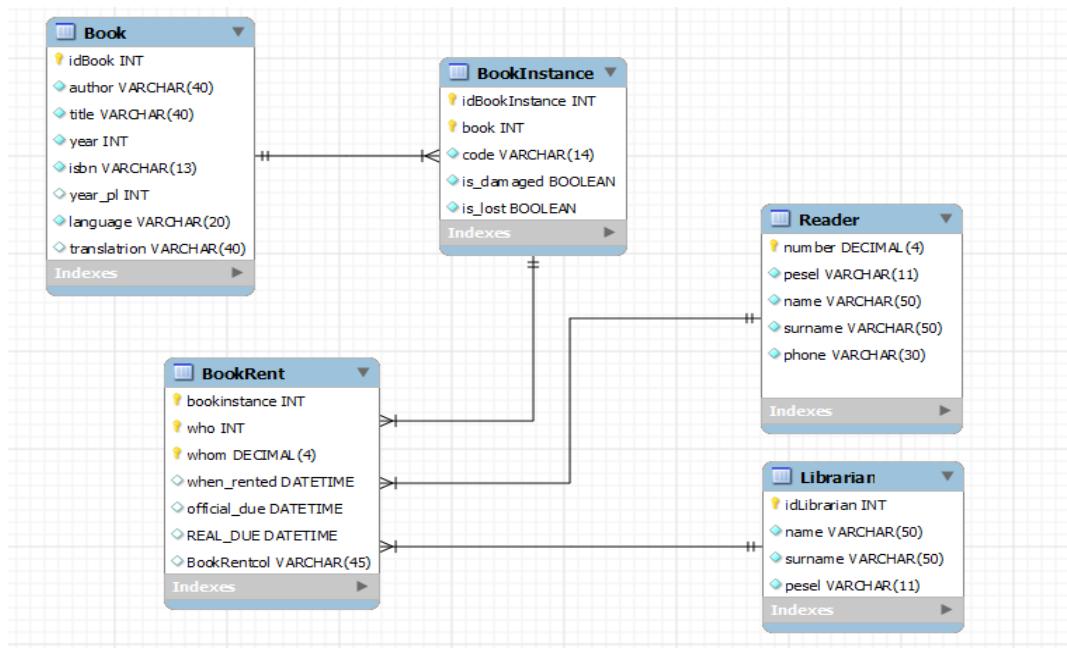 Book
idBook INT
author VARCHAR(40)
title VARCHAR(40)
year INT
isbn VARCHAR(13)
year_pl INT
language VARCHAR(20)
translatrion VARCHAR(40)
Indexes
BookInstance
idBookInstance INT
book INT
code VARCHAR(14)
is_damaged BOOLEAN
is_lost BOOLEAN
Indexes
Reader
number DECIMAL(4)
pesel VARCHAR(11)
name VARCHAR(50)
surname VARCHAR(50)
phone VARCHAR(30)
Indexes
BookRent
bookinstance INT
who INT
whom DECIMAL(4)
when_rented DATETIME
official_due DATETIME
REAL_DUE DATETIME
BookRentcol VARCHAR(45)
Indexes
Librarian
idLibrarian INT
name VARCHAR(50)
surname VARCHAR(50)
pesel VARCHAR(11)
Indexes